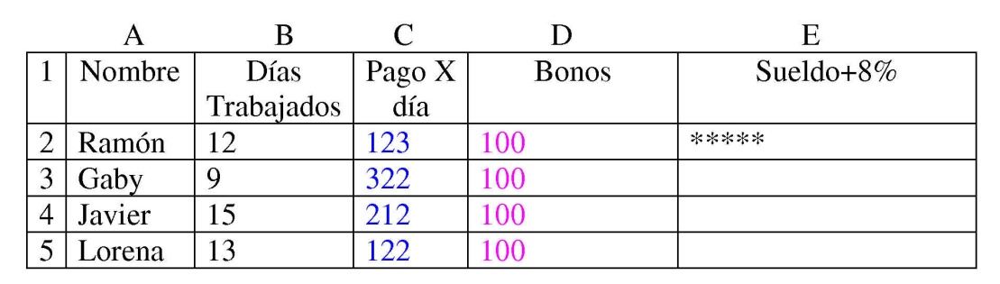 A B C D E
1 Nombre Días Trabajados Pago X día Bonos Sueldo+8%
2 Ramón 12 123 100 *****
3 Gaby 9 322 100
4 Javier 15 212 100
5 Lorena 13 122 100